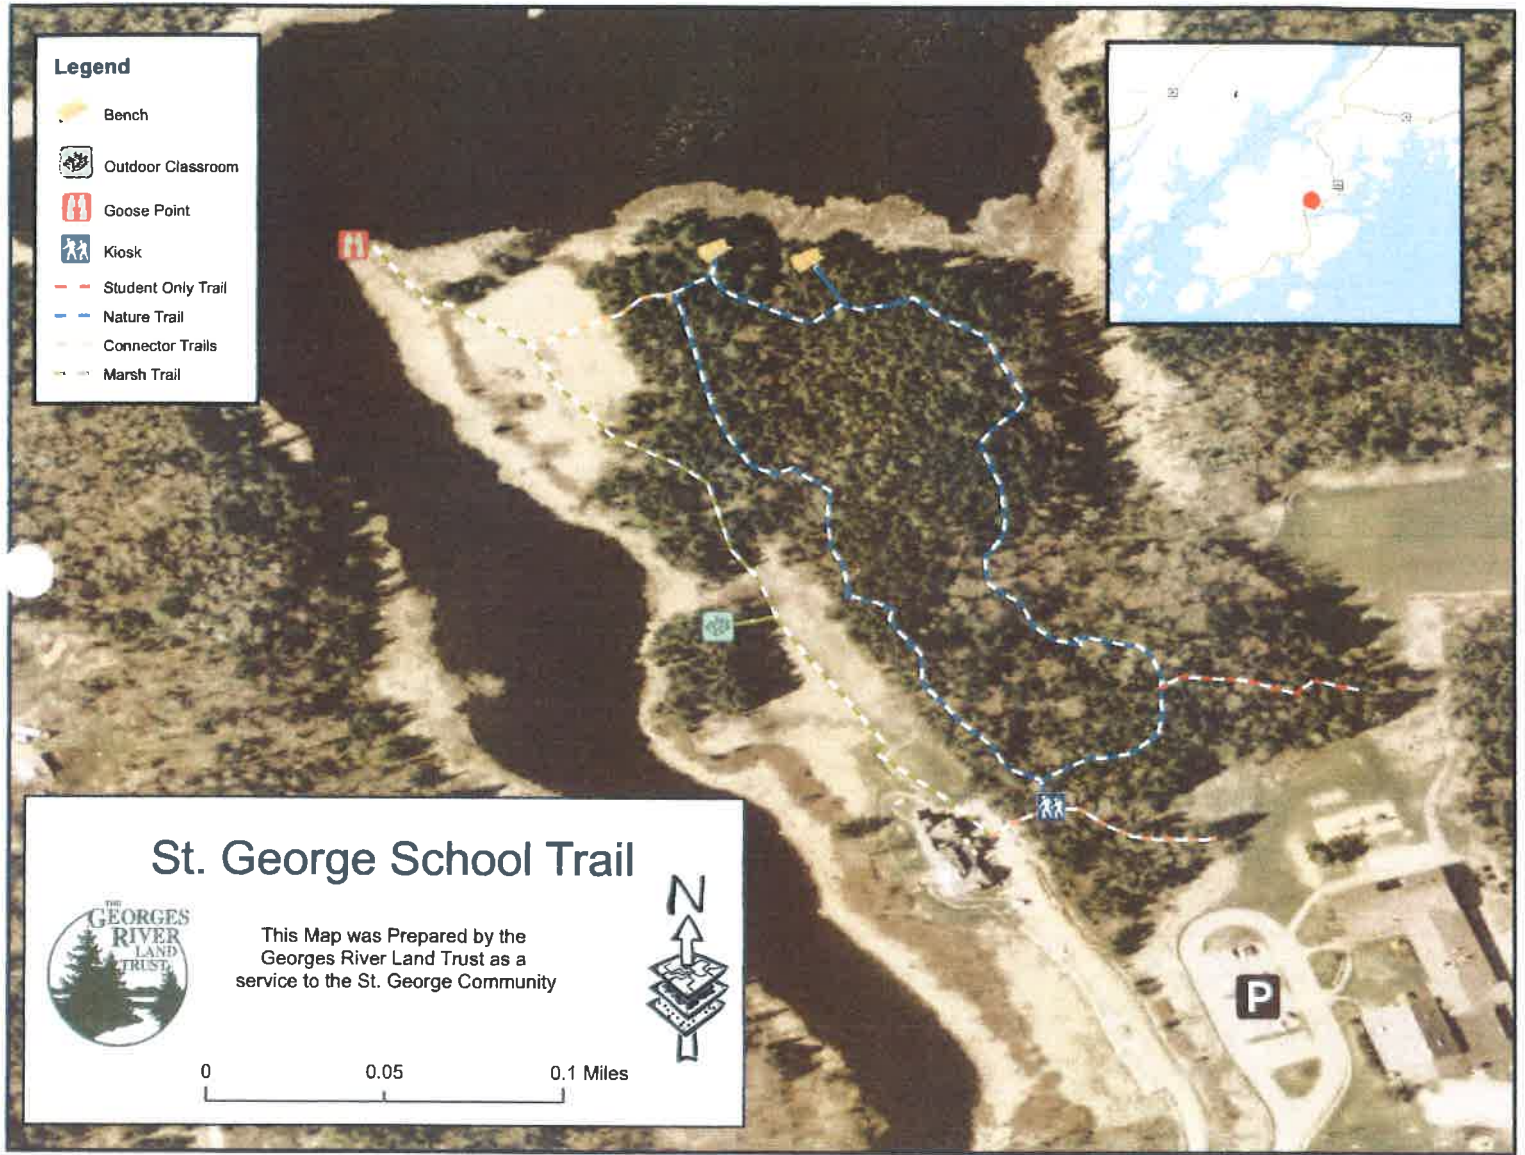 Legend
Bench
Outdoor Classroom
Goose Point
Kiosk
Student Only Trail
Nature Trail
Connector Trails
Marsh Trail
P
St. George School Trail
THE
GEORGES
RIVER
LAND
TRUST
This Map was Prepared by the
Georges River Land Trust as a
service to the St. George Community
N
0 0.05 0.1 Miles